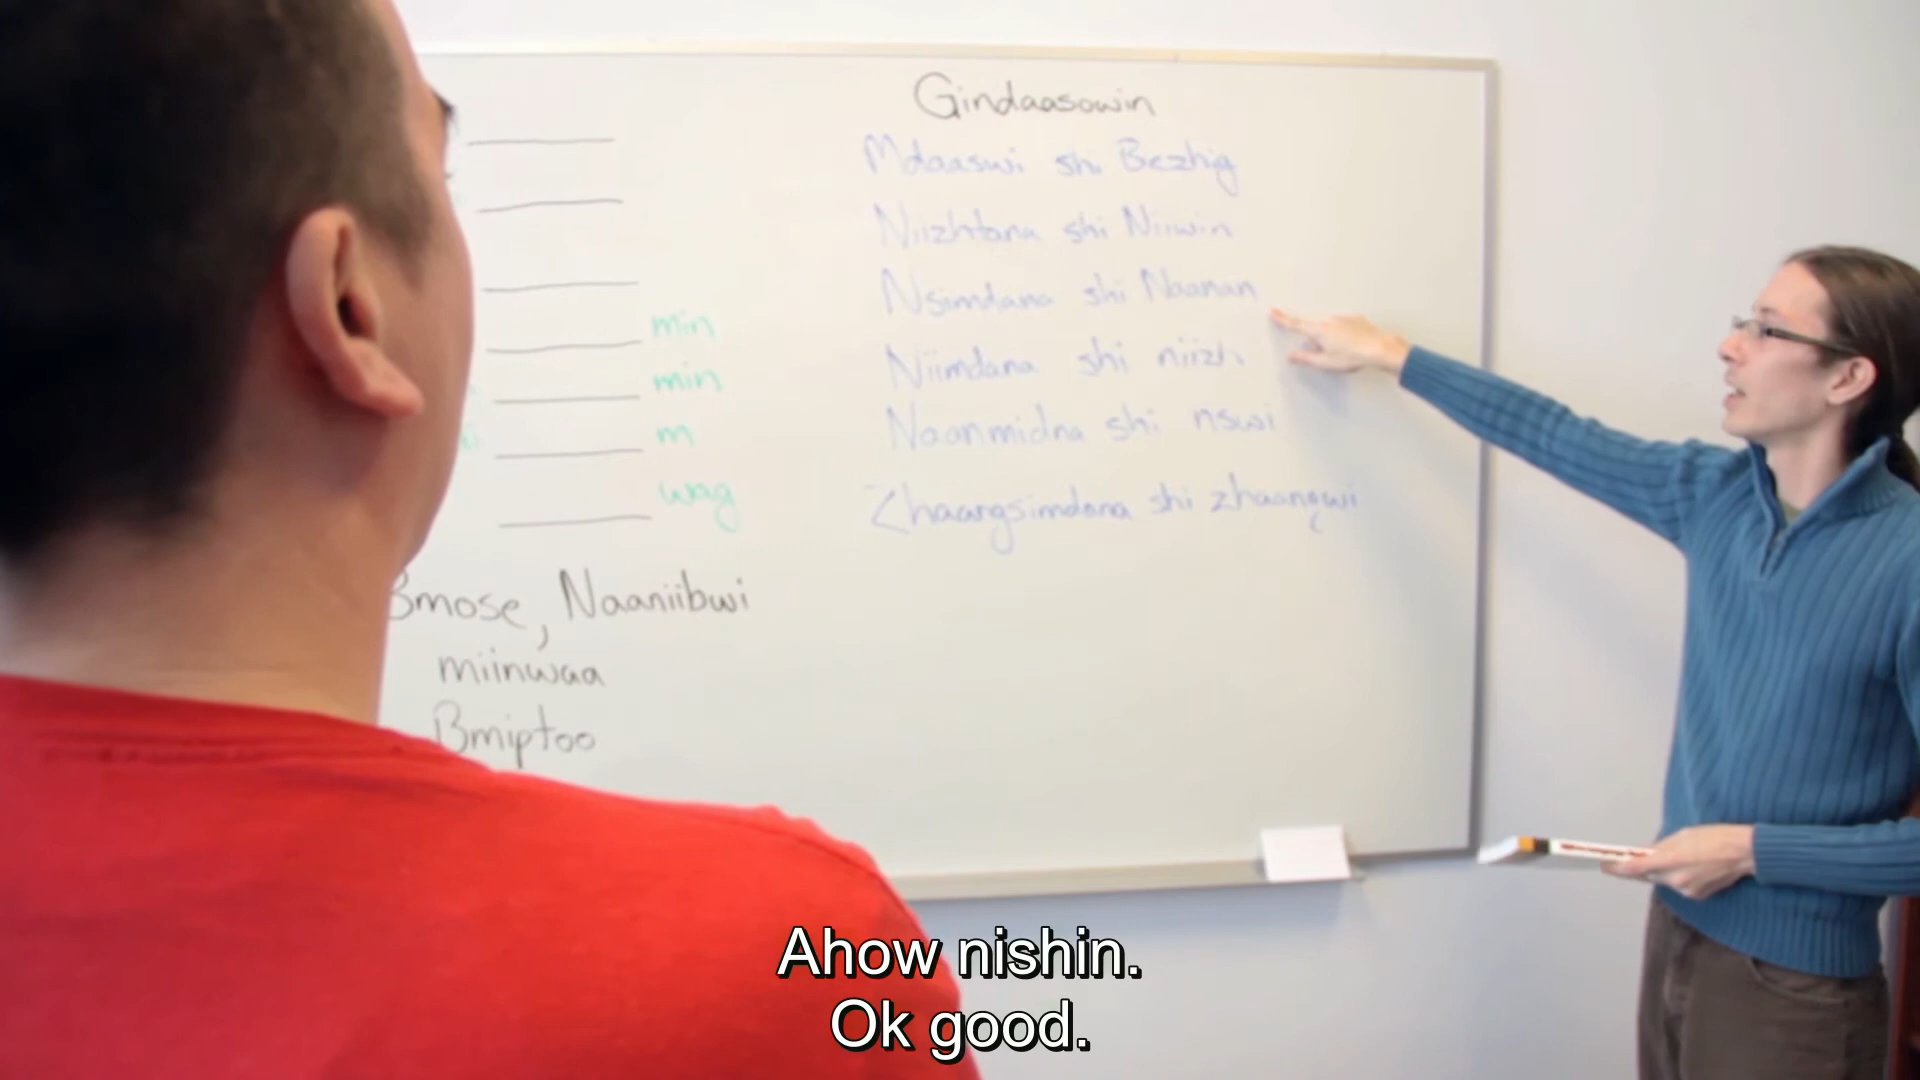 Gindaasowin
Mdaaswi shi Bezhig
Niizhtana shi Niiwin
Nsimdana shi Naanan
Niimdana shi niizh
Naanmidna shi nswi
Zhaangsimdana shi zhaangwi
min
min
m
wag
Bmose, Naaniibwi
miinwaa
Bmiptoo
Ahow nishin.
Ok good.